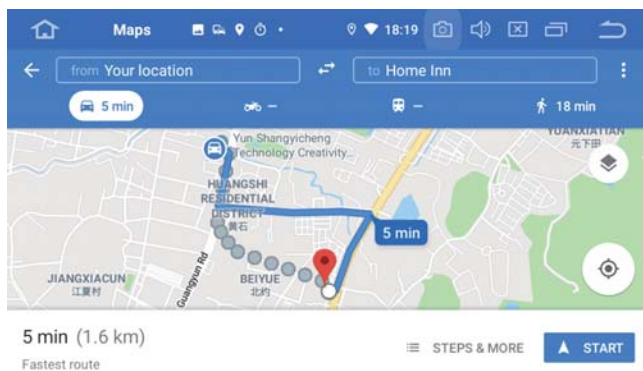 Maps
18:19
from Your location
to Home Inn
5 min
–
–
18 min
Yun Shangyicheng
Technology Creativity...
YUANXIATIAN
元下田
HUANGSHI
RESIDENTIAL
DISTRICT
黄石
5 min
Guangyun Rd
JIANGXIACUN
江夏村
BEIYUE
北约
5 min (1.6 km)
Fastest route
STEPS & MORE
START